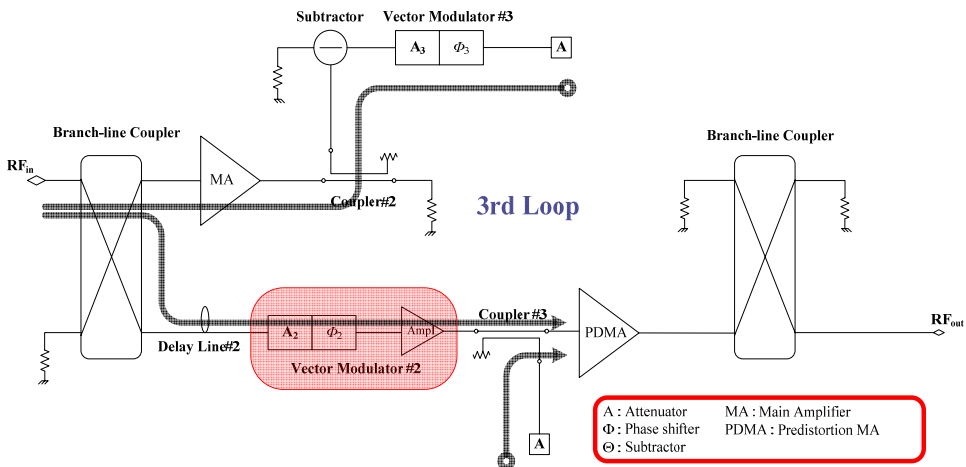 Subtractor Vector Modulator #3
A₃ Φ₃ A
Branch-line Coupler
Branch-line Coupler
RFin
MA
Coupler#2
3rd Loop
Coupler #3
A₂ Φ₂ Ampl
PDMA
RFout
Delay Line#2
Vector Modulator #2
A
A : Attenuator MA : Main Amplifier
Φ : Phase shifter PDMA : Predistortion MA
Θ : Subtractor